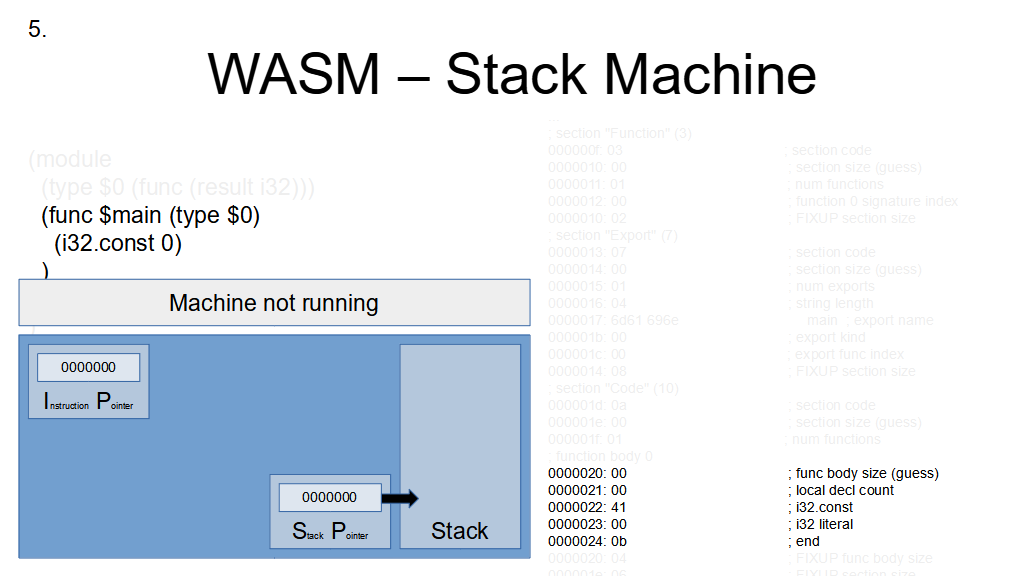 5.
WASM – Stack Machine
(module
(type $0 (func (result i32)))
(func $main (type $0)
(i32.const 0)
)
Machine not running
0000000
Instruction Pointer
0000000
Stack Pointer
Stack
...
; section "Function" (3)
000000f: 03 ; section code
0000010: 00 ; section size (guess)
0000011: 01 ; num functions
0000012: 00 ; function 0 signature index
0000010: 02 ; FIXUP section size
; section "Export" (7)
0000013: 07 ; section code
0000014: 00 ; section size (guess)
0000015: 01 ; num exports
0000016: 04 ; string length
0000017: 6d61 696e main ; export name
000001b: 00 ; export kind
000001c: 00 ; export func index
0000014: 08 ; FIXUP section size
; section "Code" (10)
000001d: 0a ; section code
000001e: 00 ; section size (guess)
000001f: 01 ; num functions
; function body 0
0000020: 00 ; func body size (guess)
0000021: 00 ; local decl count
0000022: 41 ; i32.const
0000023: 00 ; i32 literal
0000024: 0b ; end
0000020: 04 ; FIXUP func body size
000001e: 06 ; FIXUP section size